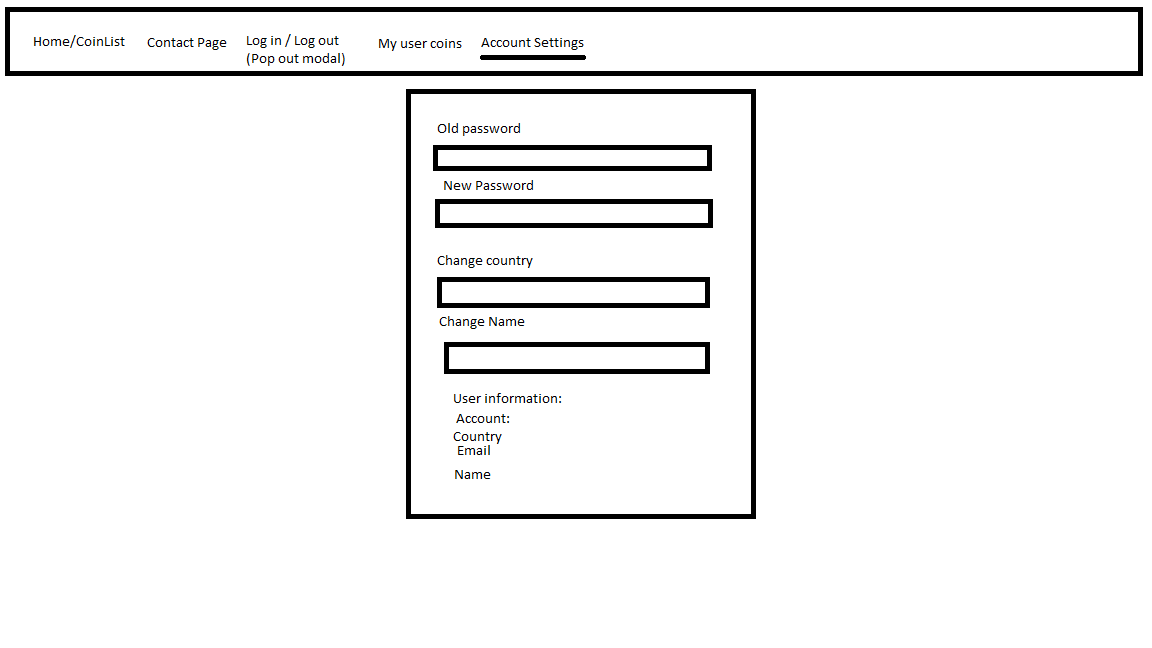 Home/CoinList
Contact Page
Log in / Log out
(Pop out modal)
My user coins
Account Settings
Old password
New Password
Change country
Change Name
User information:
Account:
Country
Email
Name